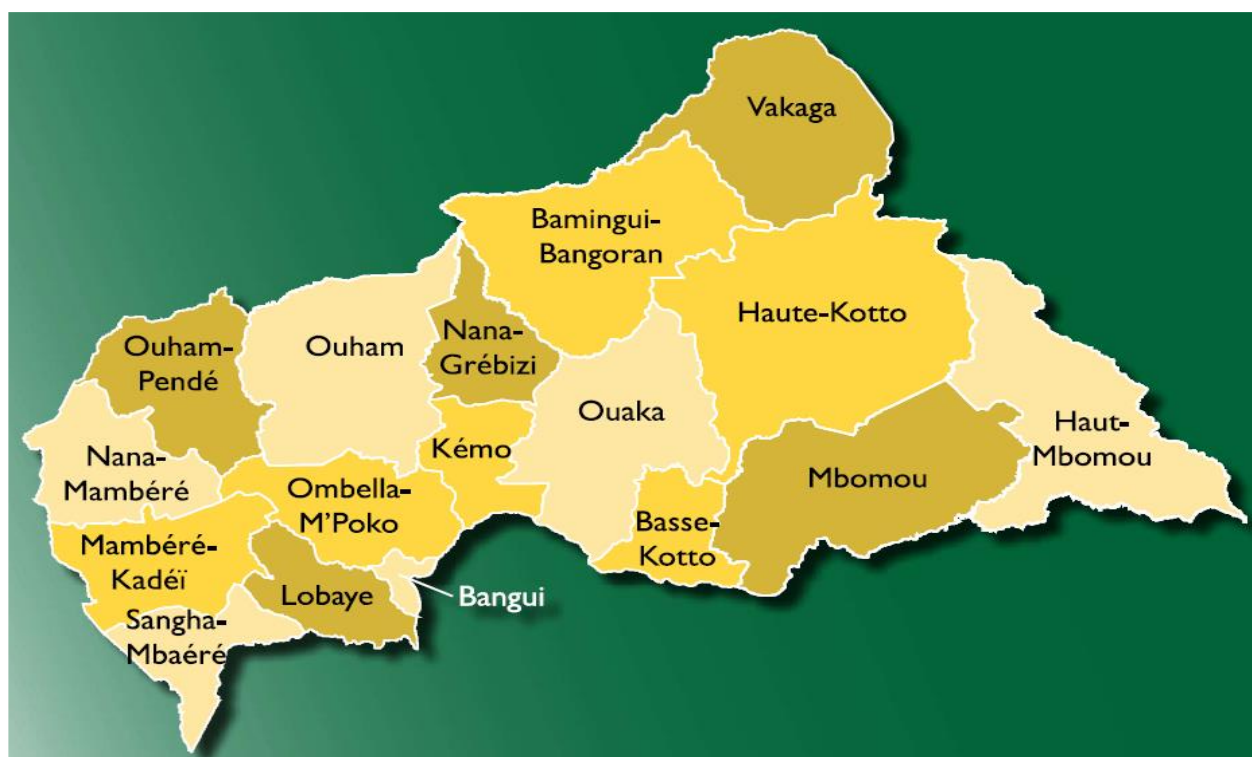 Vakaga
Bamingui-
Bangoran
Haute-Kotto
Ouham-
Pendé
Ouham
Nana-
Grébizi
Ouaka
Haut-
Mbomou
Nana-
Mambéré
Kémo
Mbomou
Ombella-
M'Poko
Basse-
Kotto
Mambéré-
Kadéï
Lobaye
Bangui
Sangha-
Mbaéré